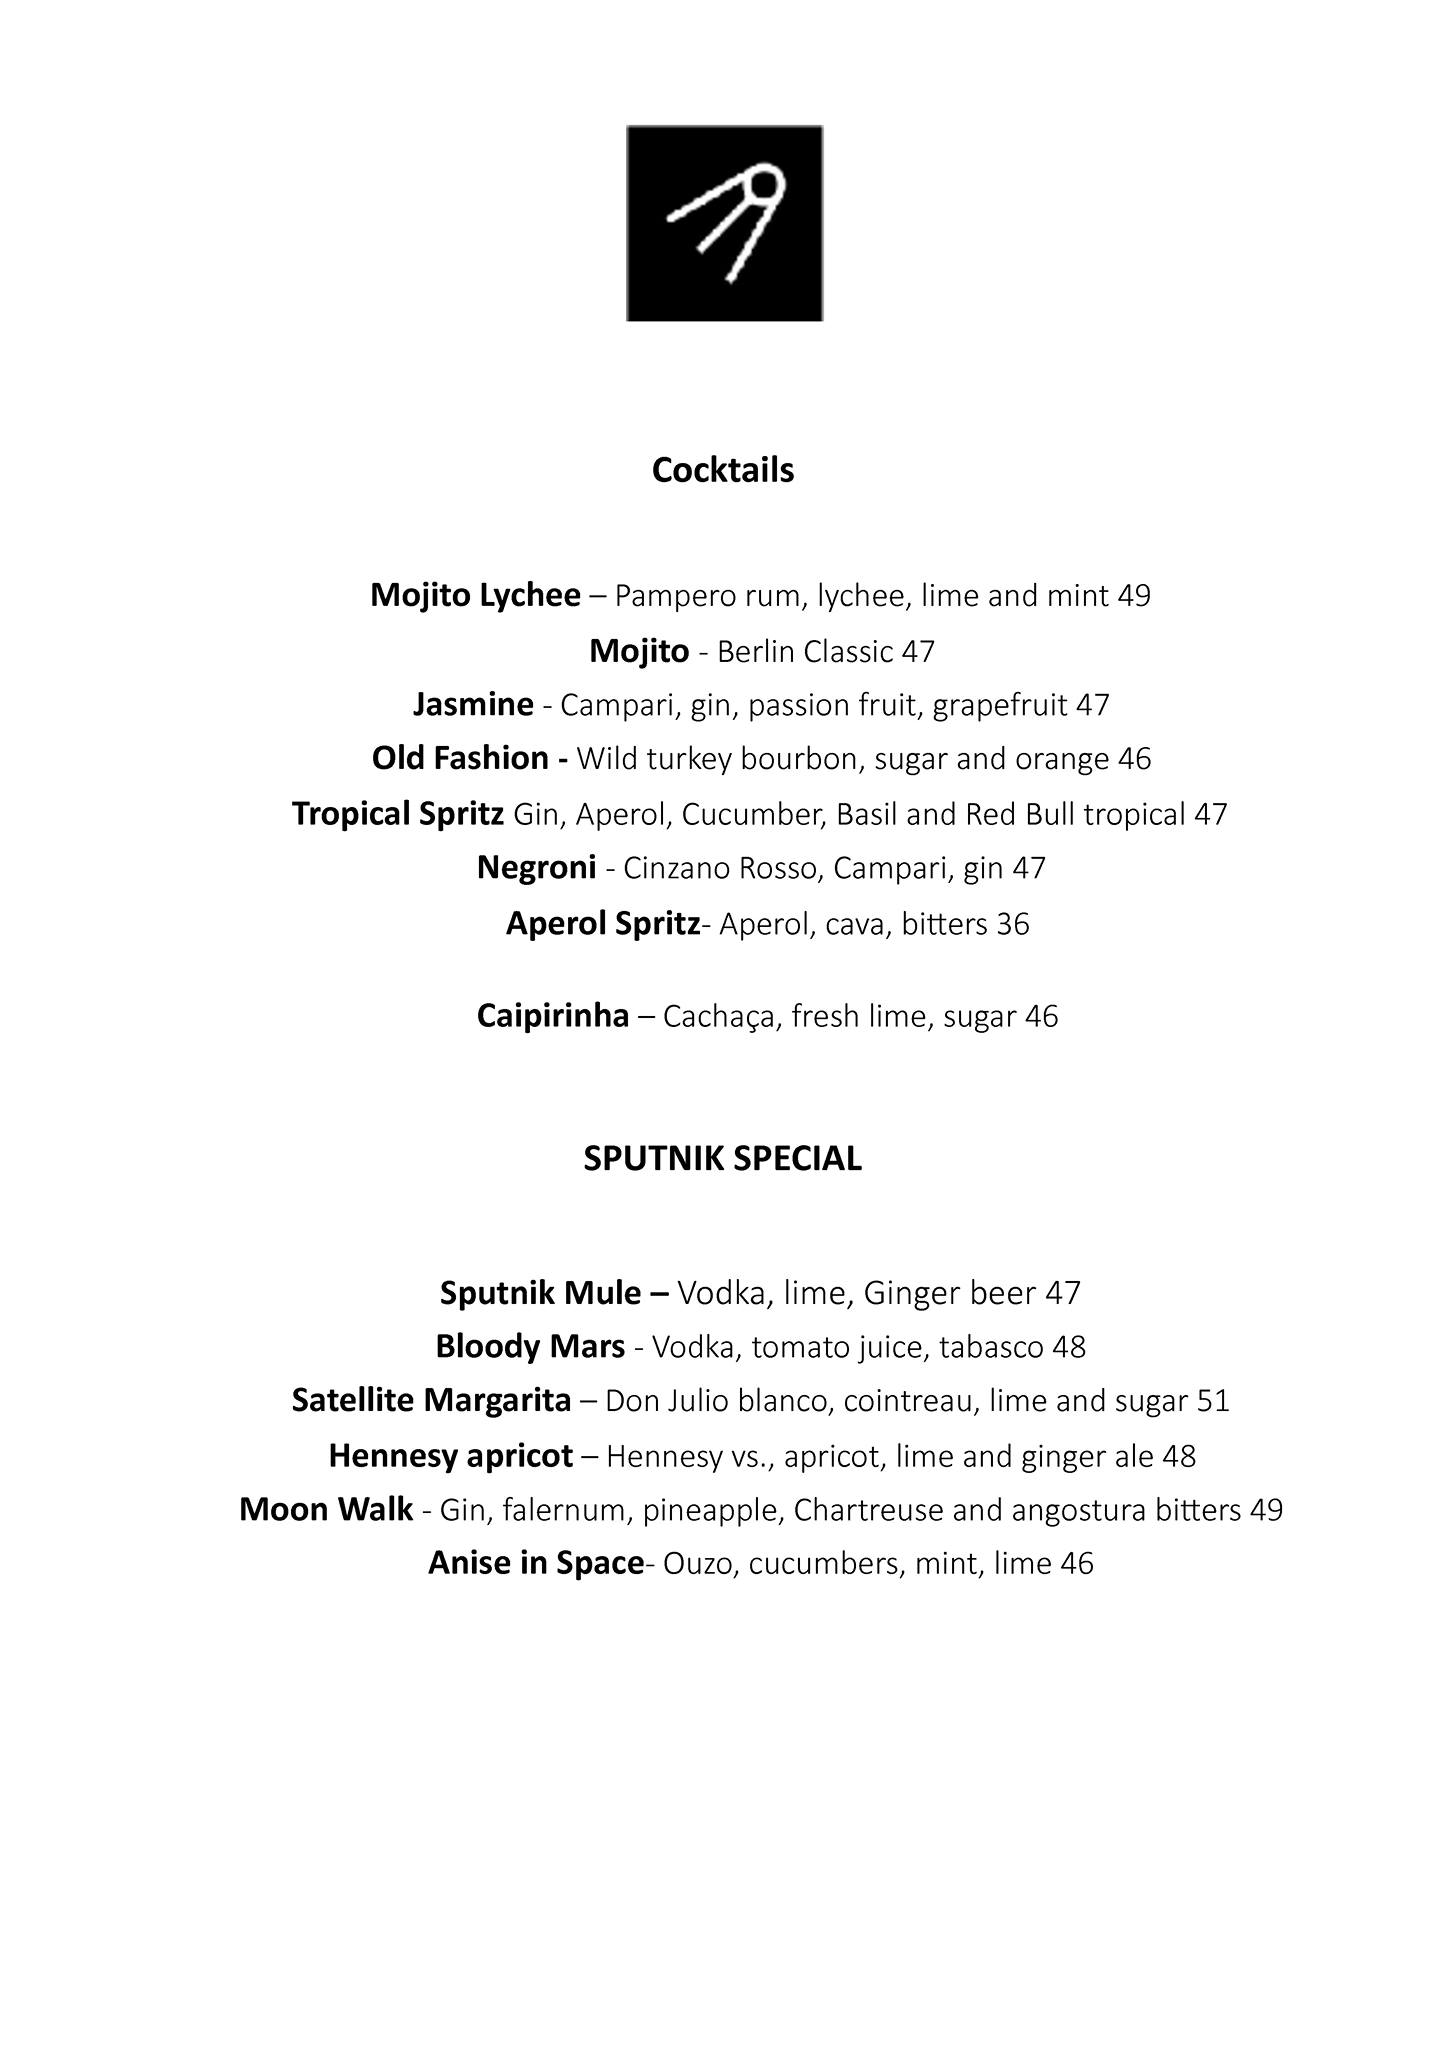 Cocktails
Mojito Lychee – Pampero rum, lychee, lime and mint 49
Mojito - Berlin Classic 47
Jasmine - Campari, gin, passion fruit, grapefruit 47
Old Fashion - Wild turkey bourbon, sugar and orange 46
Tropical Spritz Gin, Aperol, Cucumber, Basil and Red Bull tropical 47
Negroni - Cinzano Rosso, Campari, gin 47
Aperol Spritz- Aperol, cava, bitters 36
Caipirinha – Cachaça, fresh lime, sugar 46
SPUTNIK SPECIAL
Sputnik Mule – Vodka, lime, Ginger beer 47
Bloody Mars - Vodka, tomato juice, tabasco 48
Satellite Margarita – Don Julio blanco, cointreau, lime and sugar 51
Hennesy apricot – Hennesy vs., apricot, lime and ginger ale 48
Moon Walk - Gin, falernum, pineapple, Chartreuse and angostura bitters 49
Anise in Space- Ouzo, cucumbers, mint, lime 46